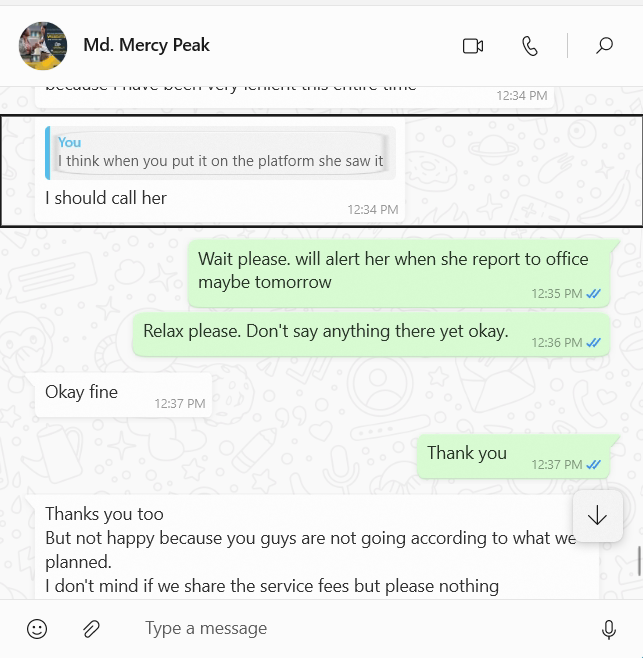 Md. Mercy Peak
because I have been very lenient this entire time
12:34 PM
You
I think when you put it on the platform she saw it
I should call her
12:34 PM
Wait please. will alert her when she report to office
maybe tomorrow
12:35 PM
Relax please. Don't say anything there yet okay.
12:36 PM
Okay fine
12:37 PM
Thank you
12:37 PM
Thanks you too
But not happy because you guys are not going according to what we
planned.
I don't mind if we share the service fees but please nothing
Type a message